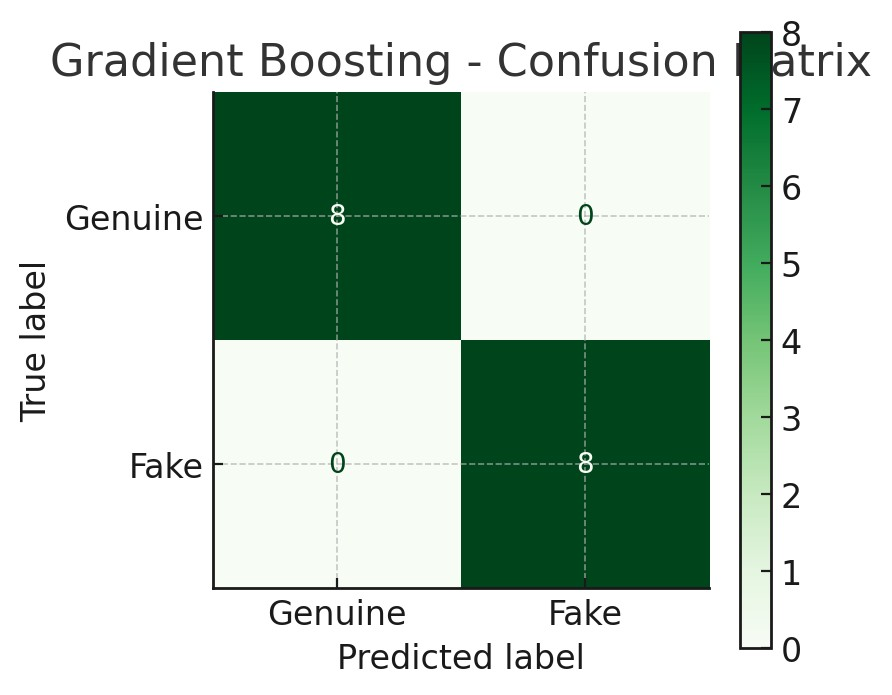 Gradient Boosting - Confusion Matrix
8
7
6
5
4
3
2
1
0
True label
Genuine
8
0
Fake
0
8
Genuine
Fake
Predicted label